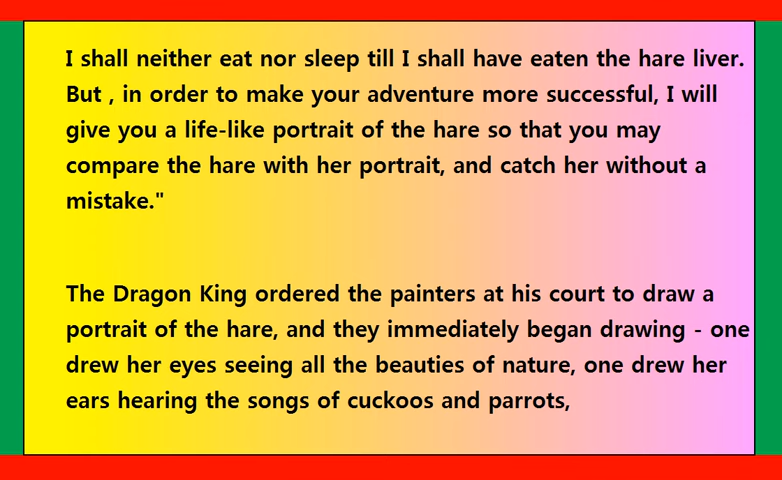 I shall neither eat nor sleep till I shall have eaten the hare liver.
But , in order to make your adventure more successful, I will
give you a life-like portrait of the hare so that you may
compare the hare with her portrait, and catch her without a
mistake."
The Dragon King ordered the painters at his court to draw a
portrait of the hare, and they immediately began drawing - one
drew her eyes seeing all the beauties of nature, one drew her
ears hearing the songs of cuckoos and parrots,